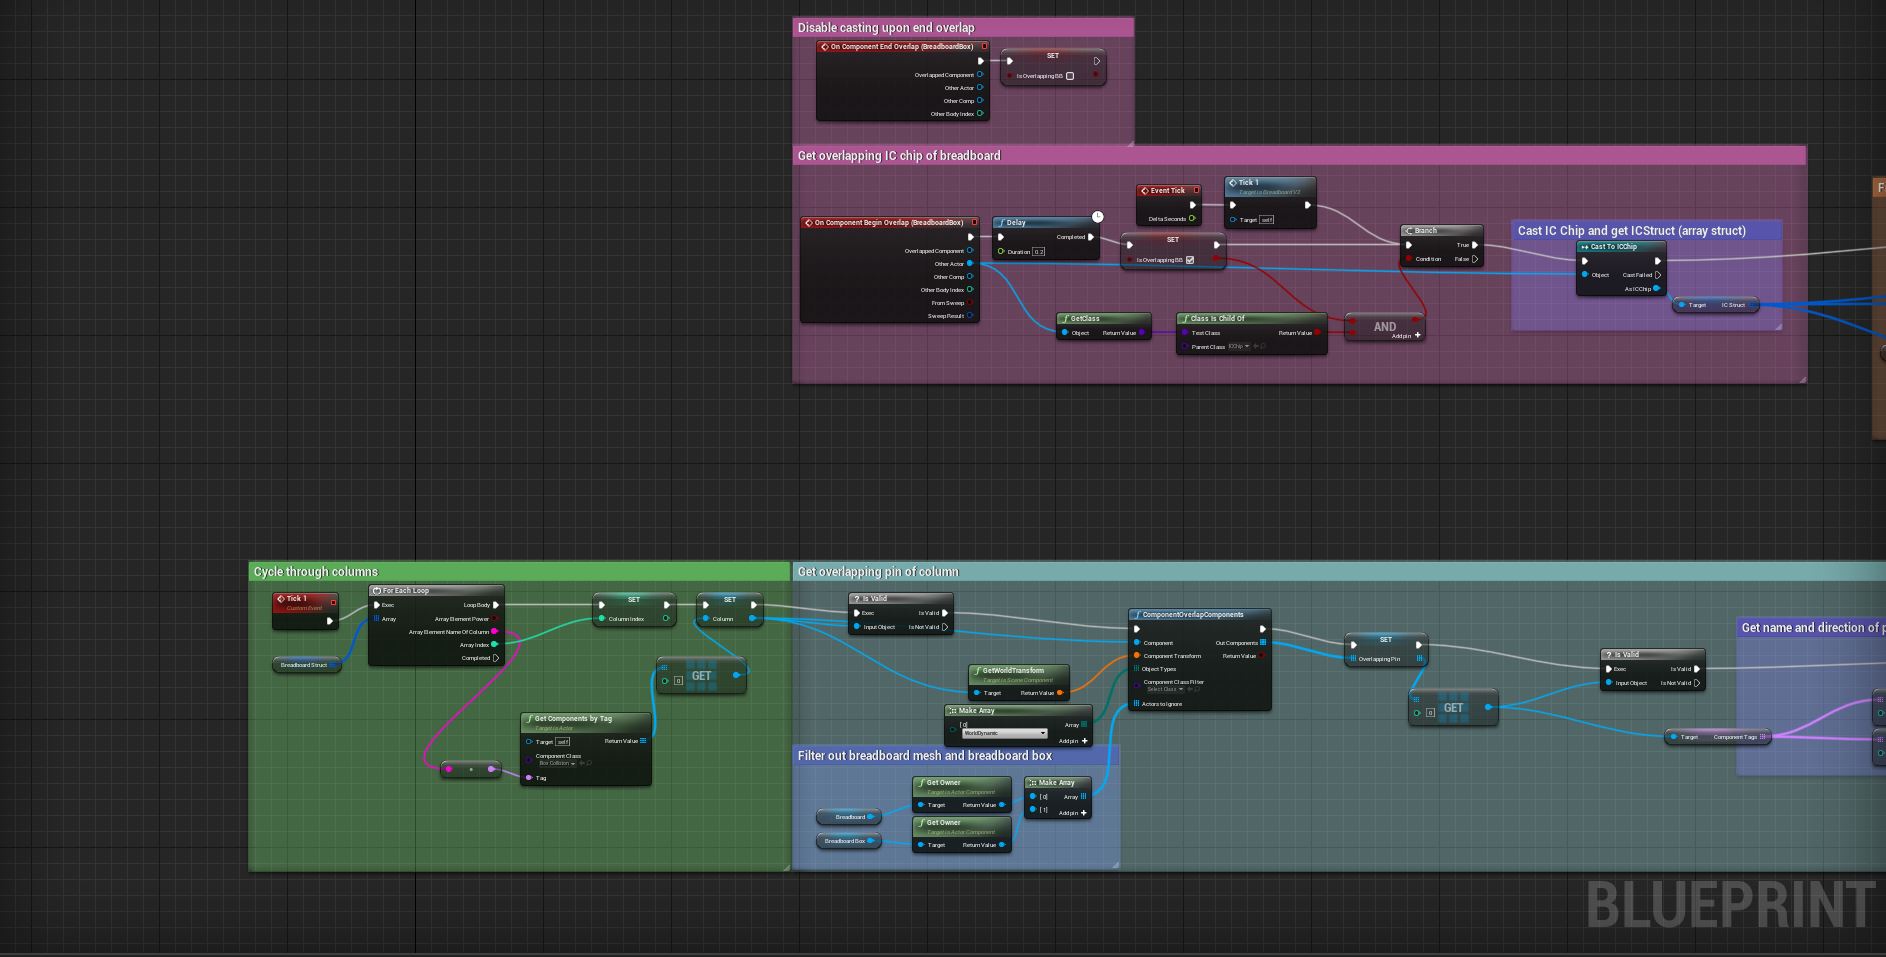 Disable casting upon end overlap
On Component End Overlap (BreadboardBox)
SET
Is Overlapping BB
Overlapped Component
Other Actor
Other Comp
Other Body Index
Get overlapping IC chip of breadboard
Event Tick
Delta Seconds
Tick 1
Target is Breadboard V2
Target self
On Component Begin Overlap (BreadboardBox)
Overlapped Component
Other Actor
Other Comp
Other Body Index
From Sweep
Sweep Result
Delay
Completed
Duration 0.2
SET
Is Overlapping BB
Branch
True
Condition False
Cast IC Chip and get ICStruct (array struct)
Cast To ICChip
Object Cast Failed
As ICChip
Target IC Struct
GetClass
Object Return Value
Class Is Child Of
Test Class Return Value
Parent Class ICChip
AND
Add pin
F
Cycle through columns
Tick 1
Custom Event
Breadboard Struct
For Each Loop
Exec Loop Body
Array Array Element Power
Array Element Name Of Column
Array Index
Completed
SET
Column Index
SET
Column
0 GET
Get Components by Tag
Target is Actor
Target self Return Value
Component Class
Box Collision
Tag
Get overlapping pin of column
Is Valid
Exec Is Valid
Input Object Is Not Valid
GetWorldTransform
Target is Scene Component
Target Return Value
Make Array
[0] Array
WorldDynamic
Add pin
ComponentOverlapComponents
Component Out Components
Component Transform Return Value
Object Types
Component Class Filter
Select Class
Actors to Ignore
SET
Overlapping Pin
0 GET
Is Valid
Exec Is Valid
Input Object Is Not Valid
Target Component Tags
Get name and direction of p
Filter out breadboard mesh and breadboard box
Breadboard
Breadboard Box
Get Owner
Target is Actor Component
Target Return Value
Get Owner
Target is Actor Component
Target Return Value
Make Array
[0] Array
[1]
Add pin
BLUEPRINT